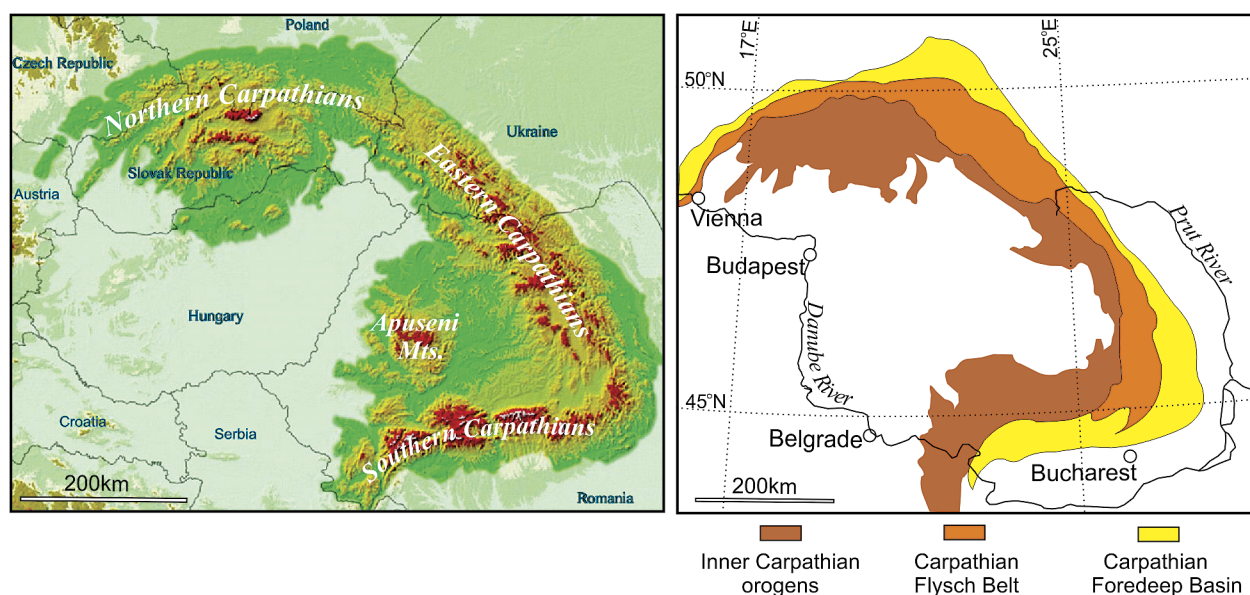 Poland
Czech Republic
Northern Carpathians
Ukraine
Eastern Carpathians
Slovak Republic
Austria
Hungary
Apuseni
Mts.
Croatia
Serbia
Southern Carpathians
200km
Romania
17°E
25°E
50°N
Vienna
Prut River
Budapest
Danube River
45°N
Belgrade
Bucharest
200km
Inner Carpathian
orogens
Carpathian
Flysch Belt
Carpathian
Foredeep Basin